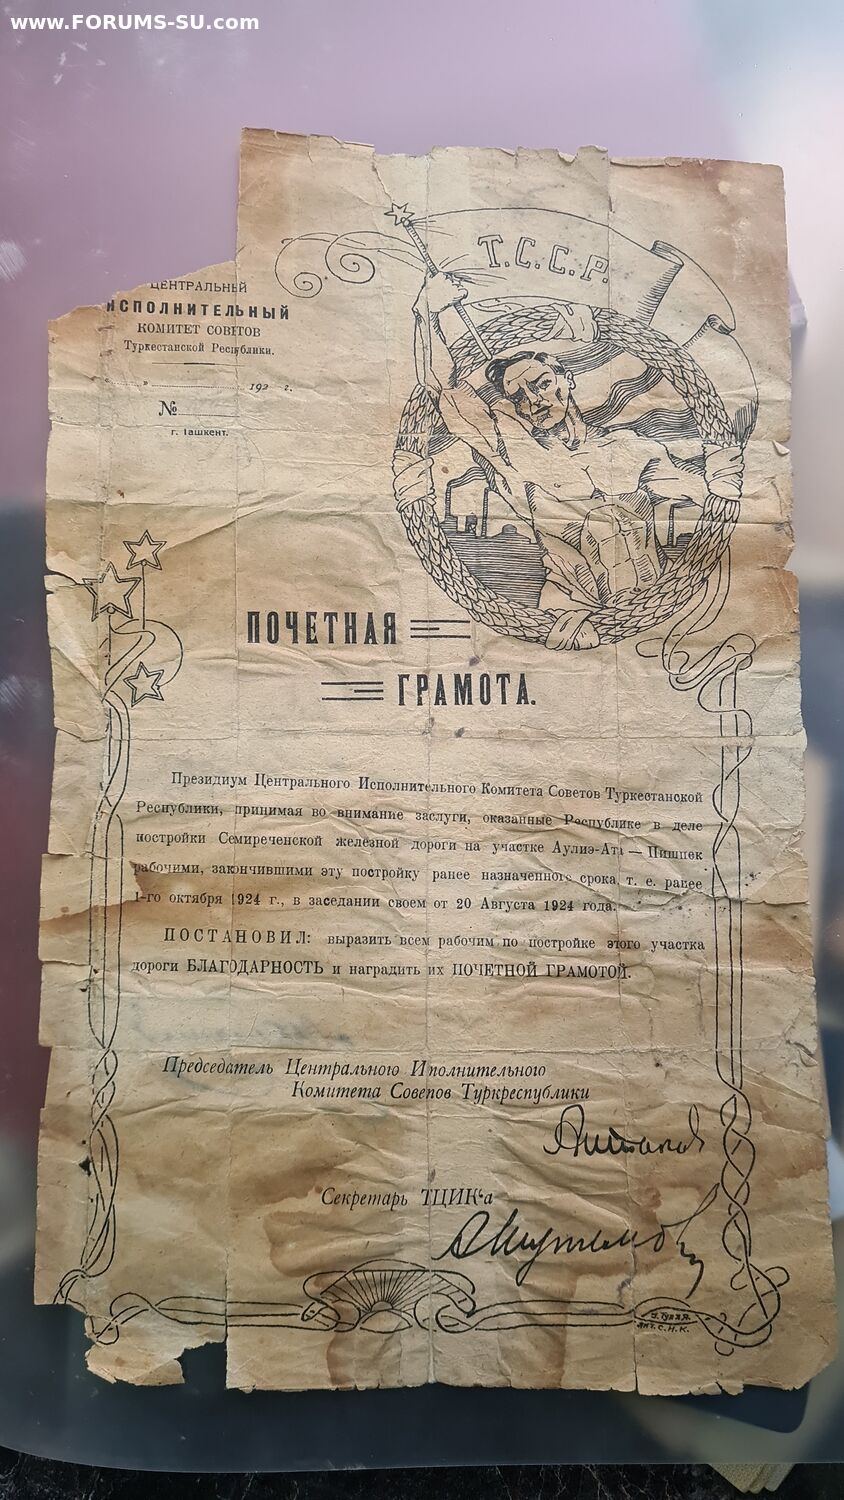 www.FORUMS-SU.com
Т.С.С.Р.
ЦЕНТРАЛЬНЫЙ
ИСПОЛНИТЕЛЬНЫЙ
КОМИТЕТ СОВЕТОВ
Туркестанской Республики.
„ " 192 г.
№
г. Ташкент.
ПОЧЕТНАЯ
ГРАМОТА.
Президиум Центрального Исполнительного Комитета Советов Туркестанской
Республики, принимая во внимание заслуги, оказанные Республике в деле
постройки Семиреченской железной дороги на участке Аулиэ-Ата — Пишпек
рабочими, закончившими эту постройку ранее назначенного срока, т. е. ранее
1-го октября 1924 г., в заседании своем от 20 Августа 1924 года.
ПОСТАНОВИЛ: выразить всем рабочим по постройке этого участка
дороги БЛАГОДАРНОСТЬ и наградить их ПОЧЕТНОЙ ГРАМОТОЙ.
Председатель Центрального Иполнительного
Комитета Советов Туркреспублики
Секретарь ТЦИК‘а
С.Н.К.